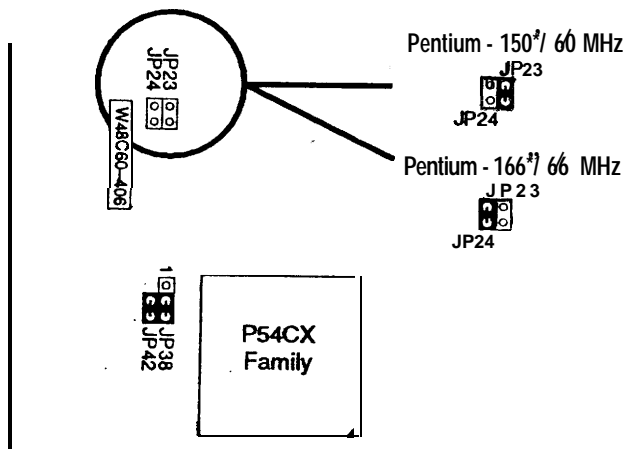 Pentium - 150*/ 60 MHz
JP23
JP24
JP23
JP24
W48C60-406
Pentium - 166*/ 66 MHz
JP23
JP24
1
JP38
JP42
P54CX
Family